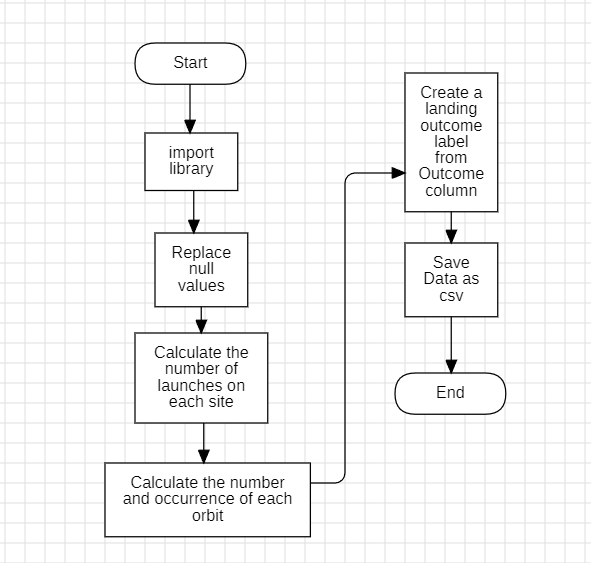 Start
import
library
Replace
null
values
Calculate the
number of
launches on
each site
Calculate the number
and occurrence of each
orbit
Create a
landing
outcome
label
from
Outcome
column
Save
Data as
csv
End